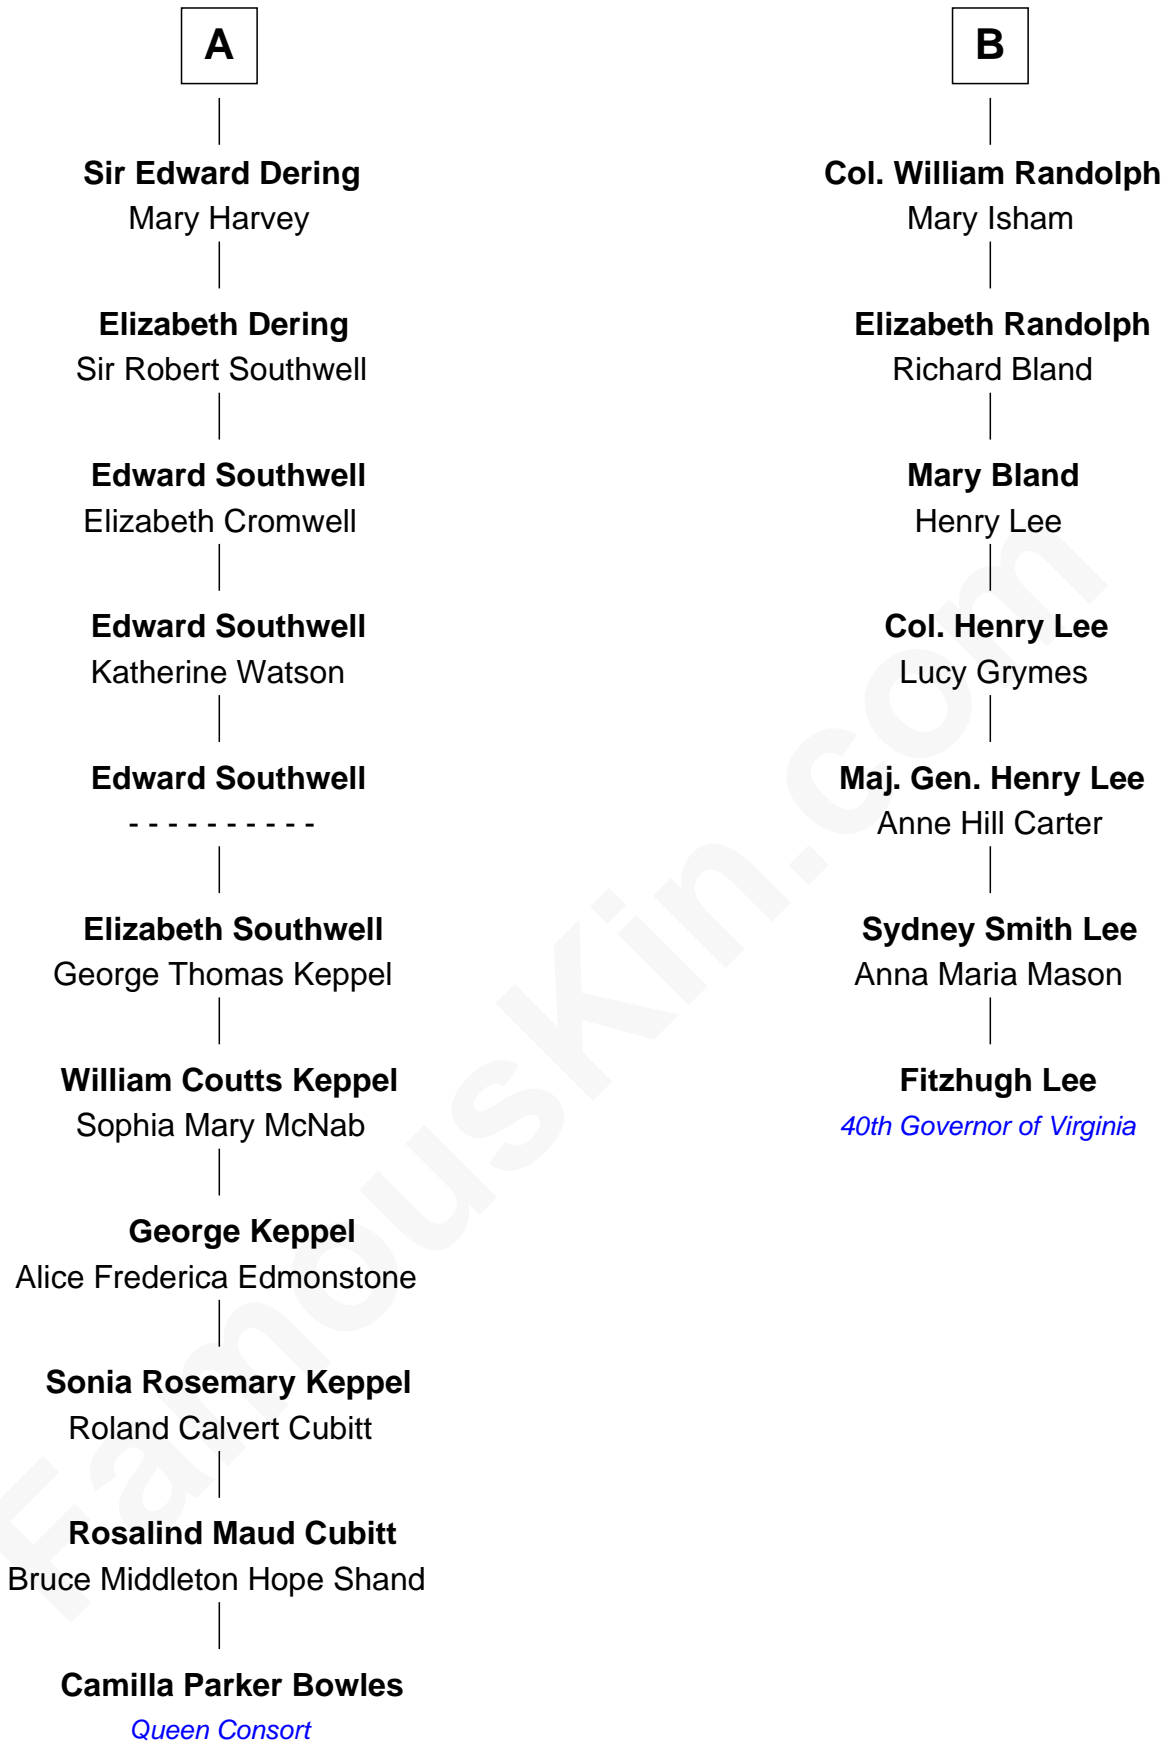 A
Sir Edward Dering
Mary Harvey
Elizabeth Dering
Sir Robert Southwell
Edward Southwell
Elizabeth Cromwell
Edward Southwell
Katherine Watson
Edward Southwell
- - - - - - - - - -
Elizabeth Southwell
George Thomas Keppel
William Coutts Keppel
Sophia Mary McNab
George Keppel
Alice Frederica Edmonstone
Sonia Rosemary Keppel
Roland Calvert Cubitt
Rosalind Maud Cubitt
Bruce Middleton Hope Shand
Camilla Parker Bowles
Queen Consort
B
Col. William Randolph
Mary Isham
Elizabeth Randolph
Richard Bland
Mary Bland
Henry Lee
Col. Henry Lee
Lucy Grymes
Maj. Gen. Henry Lee
Anne Hill Carter
Sydney Smith Lee
Anna Maria Mason
Fitzhugh Lee
40th Governor of Virginia
FamousKin.com